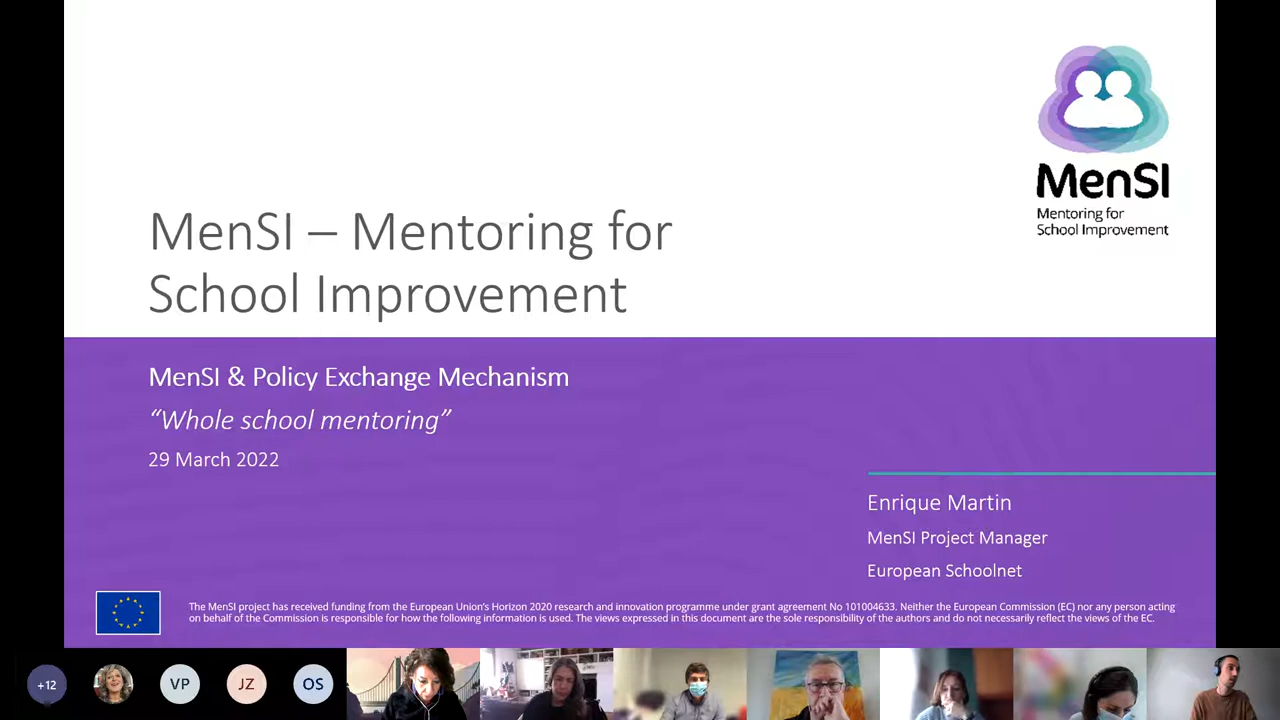 MenSI
Mentoring for
School Improvement
MenSI – Mentoring for
School Improvement
MenSI & Policy Exchange Mechanism
“Whole school mentoring”
29 March 2022
Enrique Martin
MenSI Project Manager
European Schoolnet
The MenSI project has received funding from the European Union’s Horizon 2020 research and innovation programme under grant agreement No 101004633. Neither the European Commission (EC) nor any person acting
on behalf of the Commission is responsible for how the following information is used. The views expressed in this document are the sole responsibility of the authors and do not necessarily reflect the views of the EC.
+12
VP
JZ
OS